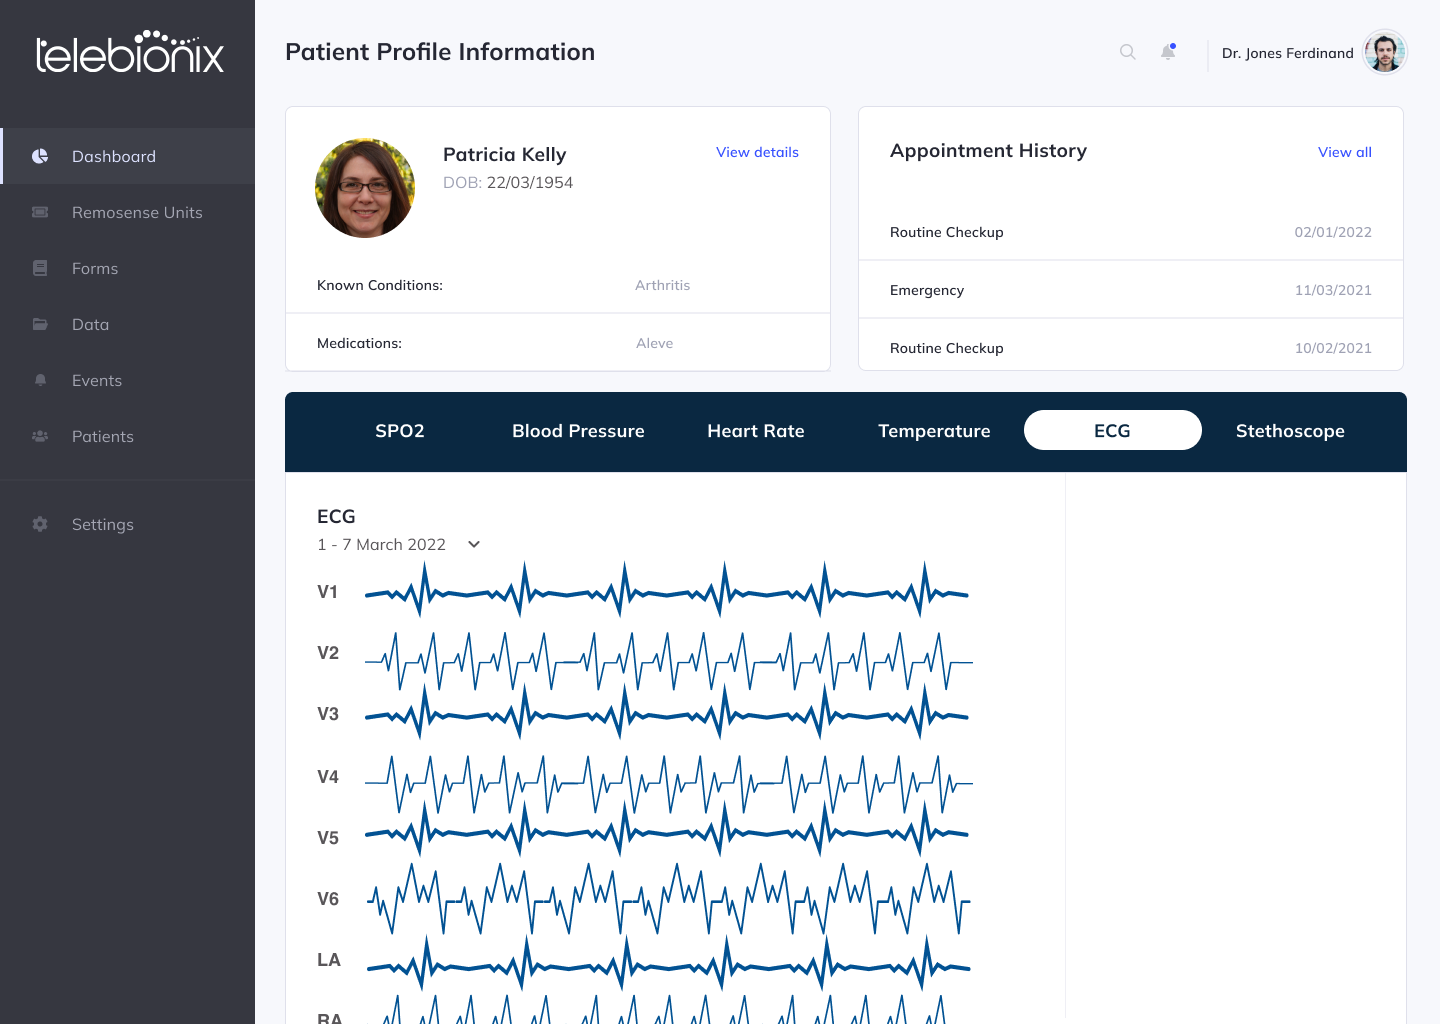 telebionix
Dashboard
Remosense Units
Forms
Data
Events
Patients
Settings
Patient Profile Information
Dr. Jones Ferdinand
Patricia Kelly
View details
DOB: 22/03/1954
Known Conditions: Arthritis
Medications: Aleve
Appointment History
View all
Routine Checkup 02/01/2022
Emergency 11/03/2021
Routine Checkup 10/02/2021
SPO2 Blood Pressure Heart Rate Temperature ECG Stethoscope
ECG
1 - 7 March 2022
V1
V2
V3
V4
V5
V6
LA
RA